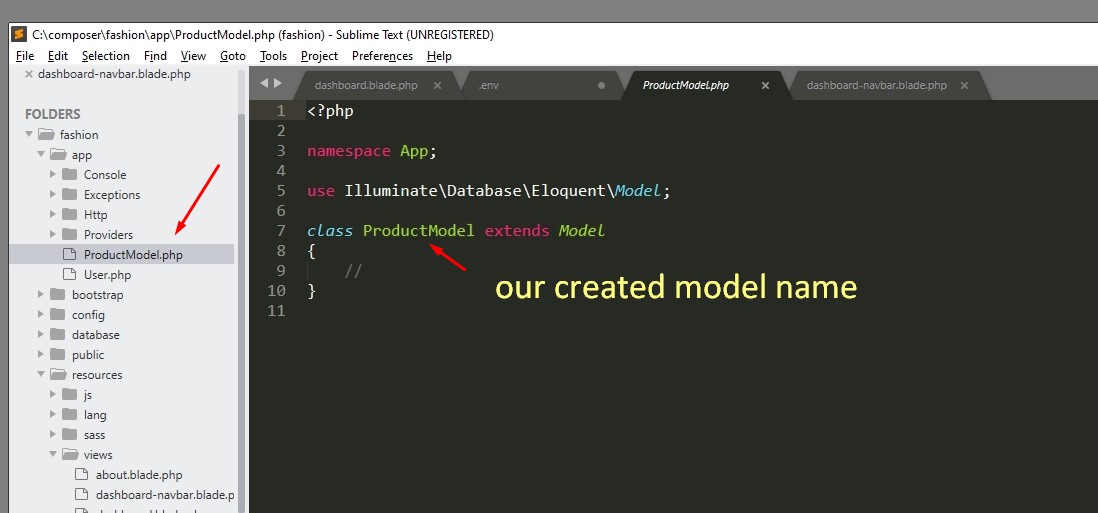 C:\composer\fashion\app\ProductModel.php (fashion) - Sublime Text (UNREGISTERED)
File Edit Selection Find View Goto Tools Project Preferences Help
dashboard-navbar.blade.php
dashboard.blade.php .env ProductModel.php dashboard-navbar.blade.php
FOLDERS
fashion
app
Console
Exceptions
Http
Providers
ProductModel.php
User.php
bootstrap
config
database
public
resources
js
lang
sass
views
about.blade.php
dashboard-navbar.blade.p
1 <?php
2
3 namespace App;
4
5 use Illuminate\Database\Eloquent\Model;
6
7 class ProductModel extends Model
8 {
9 //
10 }
11
our created model name